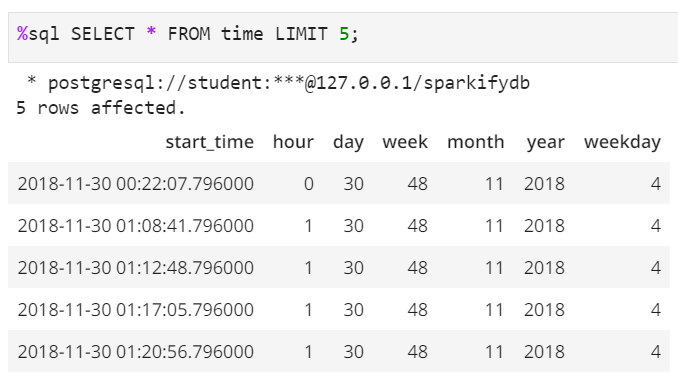 %sql SELECT * FROM time LIMIT 5;
* postgresql://student:***@127.0.0.1/sparkifydb
5 rows affected.
start_time hour day week month year weekday
2018-11-30 00:22:07.796000 0 30 48 11 2018 4
2018-11-30 01:08:41.796000 1 30 48 11 2018 4
2018-11-30 01:12:48.796000 1 30 48 11 2018 4
2018-11-30 01:17:05.796000 1 30 48 11 2018 4
2018-11-30 01:20:56.796000 1 30 48 11 2018 4